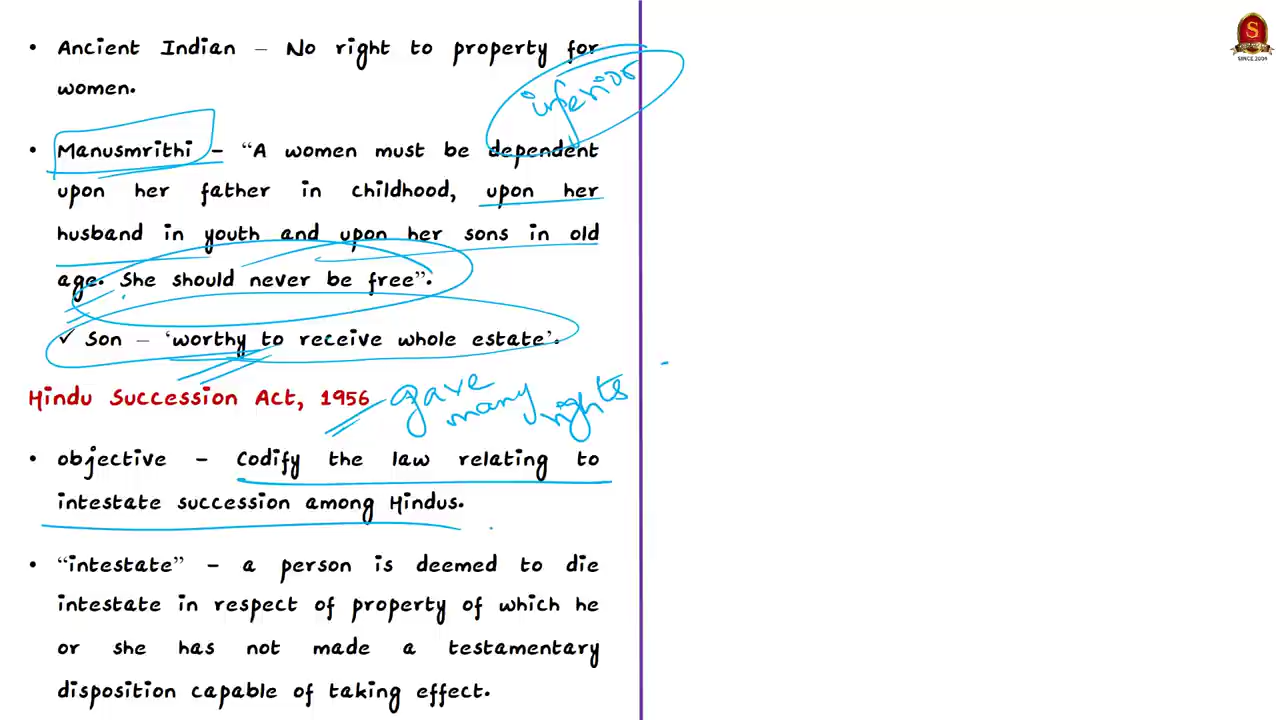 • Ancient Indian – No right to property for
women.
inferior
• Manusmrithi - “A women must be dependent
upon her father in childhood, upon her
husband in youth and upon her sons in old
age. She should never be free”.
✓ Son – ‘worthy to receive whole estate’.
Hindu Succession Act, 1956
gave many rights
• objective - Codify the law relating to
intestate succession among Hindus.
• “intestate” - a person is deemed to die
intestate in respect of property of which he
or she has not made a testamentary
disposition capable of taking effect.
S
SINCE 2004